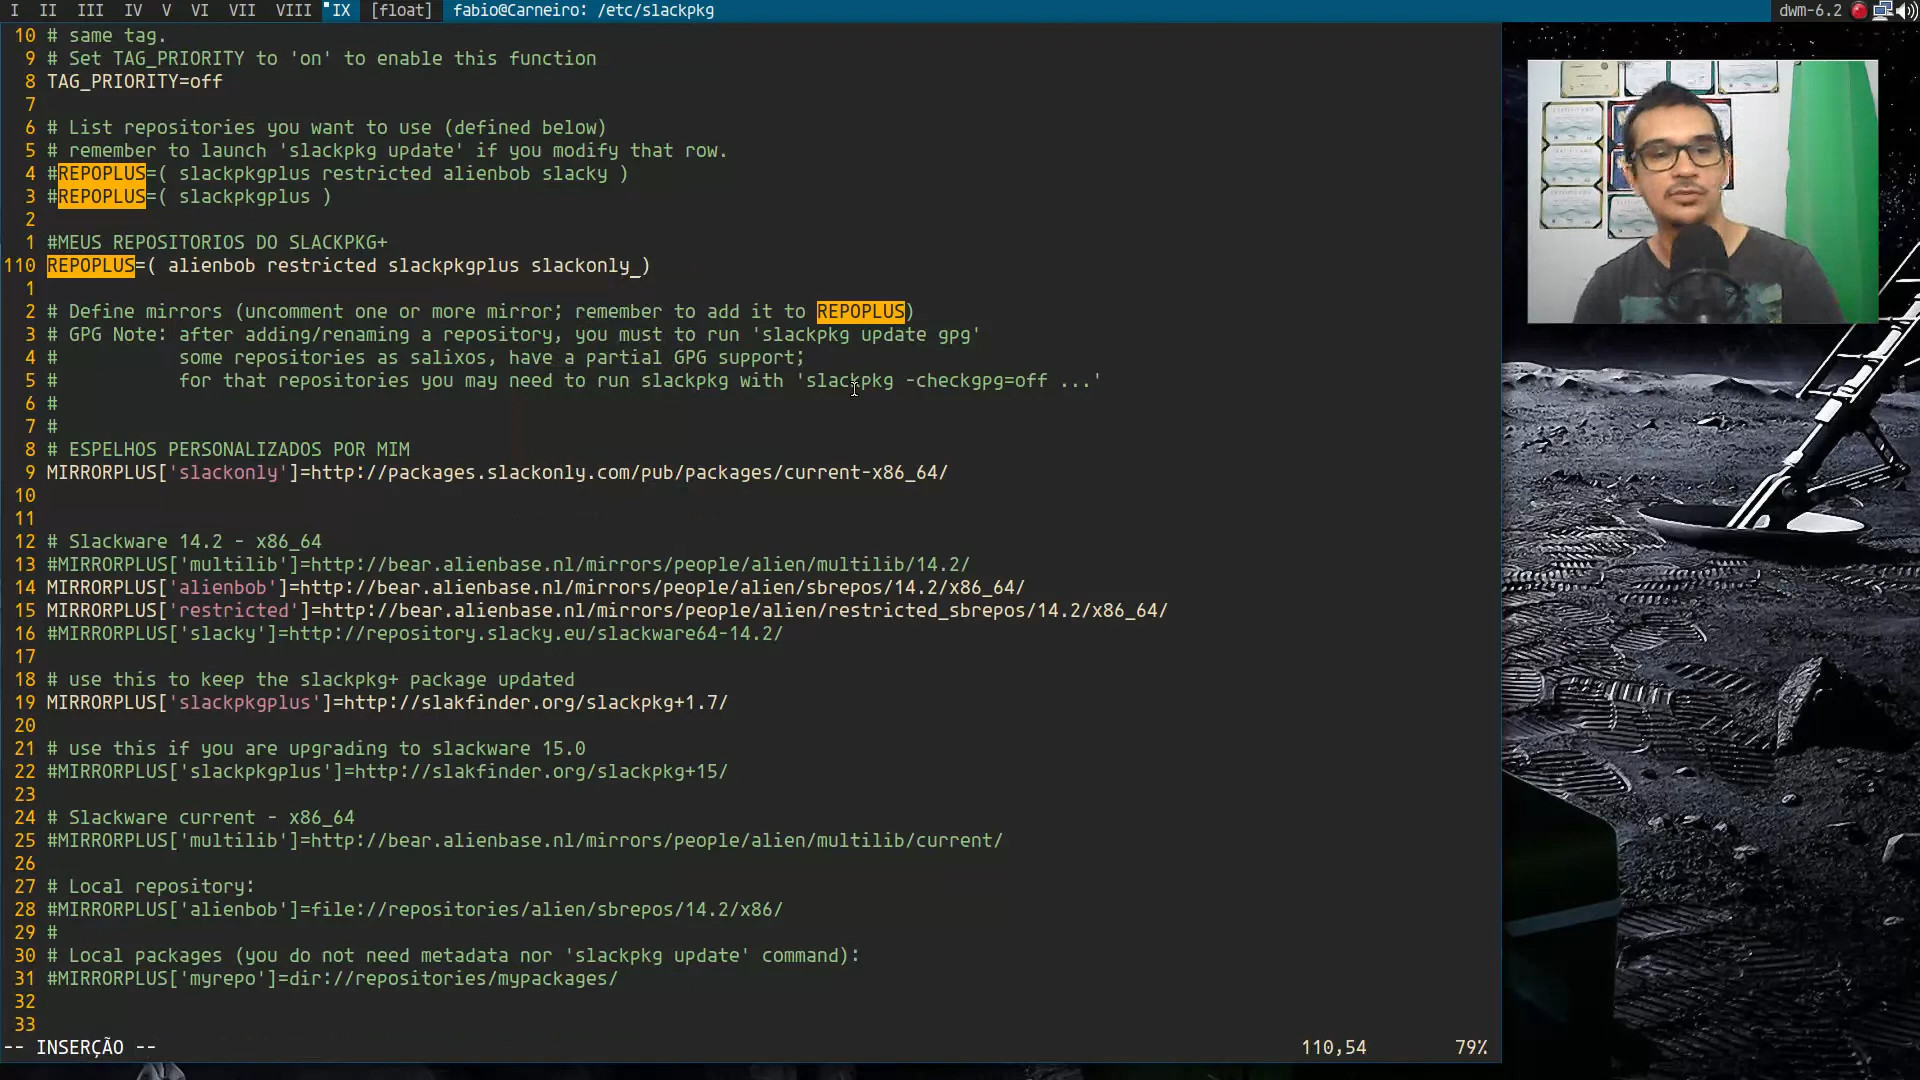 I II III IV V VI VII VIII IX [float] fabio@Carneiro: /etc/slackpkg dwm-6.2
10 # same tag.
9 # Set TAG_PRIORITY to 'on' to enable this function
8 TAG_PRIORITY=off
7
6 # List repositories you want to use (defined below)
5 # remember to launch 'slackpkg update' if you modify that row.
4 #REPOPLUS=( slackpkgplus restricted alienbob slacky )
3 #REPOPLUS=( slackpkgplus )
2
1 #MEUS REPOSITORIOS DO SLACKPKG+
110 REPOPLUS=( alienbob restricted slackpkgplus slackonly_)
1
2 # Define mirrors (uncomment one or more mirror; remember to add it to REPOPLUS)
3 # GPG Note: after adding/renaming a repository, you must to run 'slackpkg update gpg'
4 # some repositories as salixos, have a partial GPG support;
5 # for that repositories you may need to run slackpkg with 'slackpkg -checkgpg=off ...'
6 #
7 #
8 # ESPELHOS PERSONALIZADOS POR MIM
9 MIRRORPLUS['slackonly']=http://packages.slackonly.com/pub/packages/current-x86_64/
10
11
12 # Slackware 14.2 - x86_64
13 #MIRRORPLUS['multilib']=http://bear.alienbase.nl/mirrors/people/alien/multilib/14.2/
14 MIRRORPLUS['alienbob']=http://bear.alienbase.nl/mirrors/people/alien/sbrepos/14.2/x86_64/
15 MIRRORPLUS['restricted']=http://bear.alienbase.nl/mirrors/people/alien/restricted_sbrepos/14.2/x86_64/
16 #MIRRORPLUS['slacky']=http://repository.slacky.eu/slackware64-14.2/
17
18 # use this to keep the slackpkg+ package updated
19 MIRRORPLUS['slackpkgplus']=http://slakfinder.org/slackpkg+1.7/
20
21 # use this if you are upgrading to slackware 15.0
22 #MIRRORPLUS['slackpkgplus']=http://slakfinder.org/slackpkg+15/
23
24 # Slackware current - x86_64
25 #MIRRORPLUS['multilib']=http://bear.alienbase.nl/mirrors/people/alien/multilib/current/
26
27 # Local repository:
28 #MIRRORPLUS['alienbob']=file://repositories/alien/sbrepos/14.2/x86/
29 #
30 # Local packages (you do not need metadata nor 'slackpkg update' command):
31 #MIRRORPLUS['myrepo']=dir://repositories/mypackages/
32
33
-- INSERÇÃO -- 110,54 79%